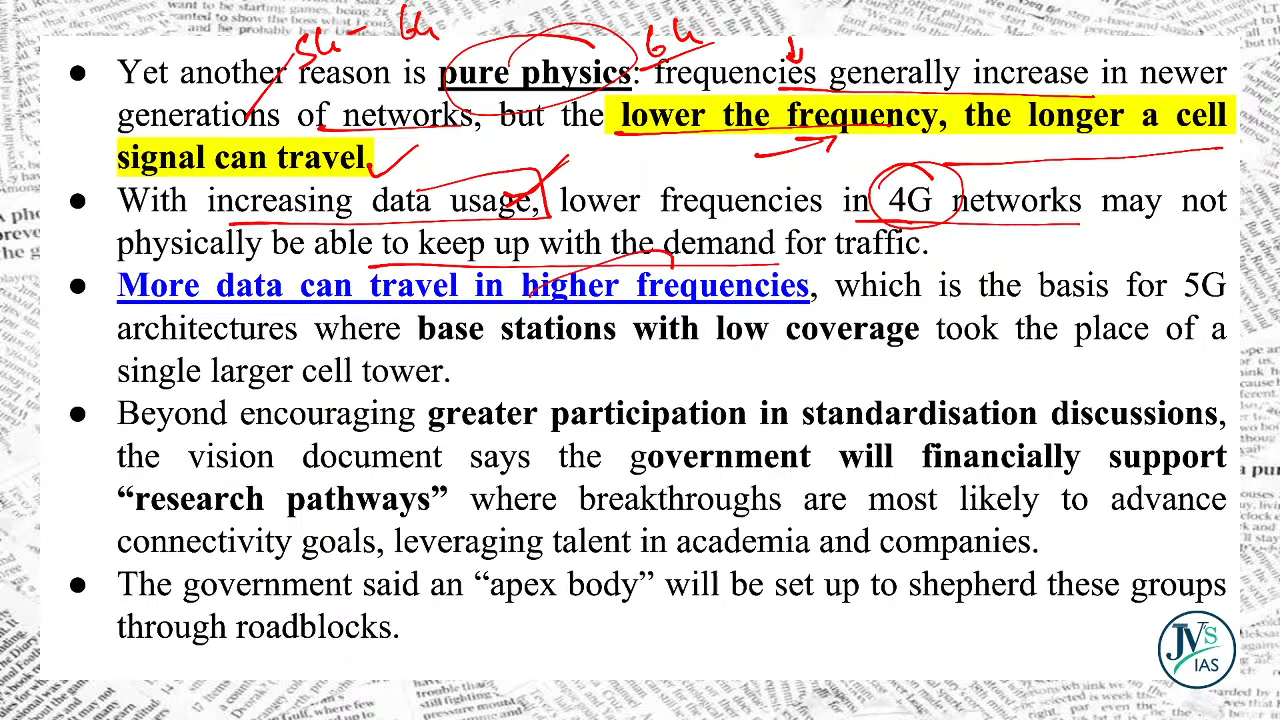 5G - 6G 6G
● Yet another reason is pure physics: frequencies generally increase in newer
generations of networks, but the lower the frequency, the longer a cell
signal can travel.
● With increasing data usage, lower frequencies in 4G networks may not
physically be able to keep up with the demand for traffic.
● More data can travel in higher frequencies, which is the basis for 5G
architectures where base stations with low coverage took the place of a
single larger cell tower.
● Beyond encouraging greater participation in standardisation discussions,
the vision document says the government will financially support
“research pathways” where breakthroughs are most likely to advance
connectivity goals, leveraging talent in academia and companies.
● The government said an “apex body” will be set up to shepherd these groups
through roadblocks.
JV'S
IAS